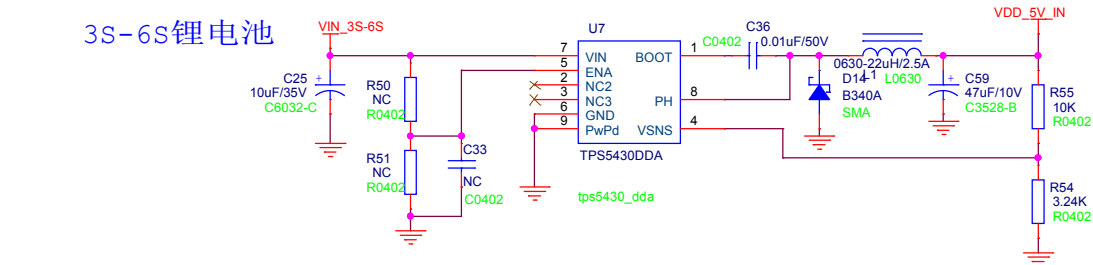 3S-6S锂电池
VIN_3S-6S
C25
10uF/35V
C6032-C
R50
NC
R0402
R51
NC
R0402
C33
NC
C0402
U7
7 VIN BOOT 1
5 ENA
2 NC2
3 NC3 PH 8
6 GND
9 PwPd VSNS 4
TPS5430DDA
tps5430_dda
C36
C0402 0.01uF/50V
0630-22uH/2.5A
L1 L0630
D14
B340A
SMA
VDD_5V_IN
C59
47uF/10V
C3528-B
R55
10K
R0402
R54
3.24K
R0402